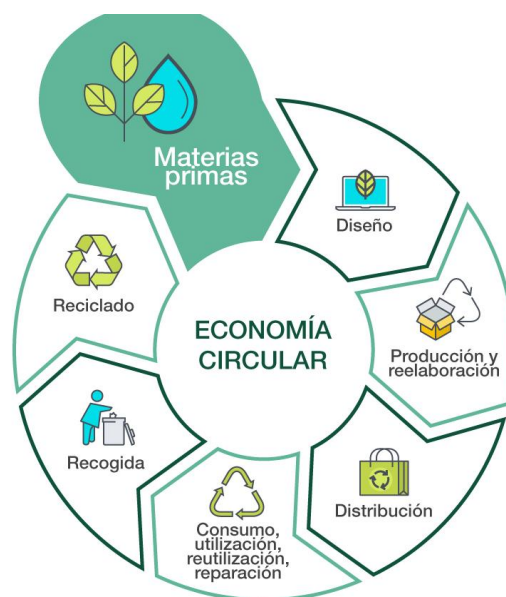 Materias
primas
Diseño
Producción y
reelaboración
Distribución
Consumo,
utilización,
reutilización,
reparación
Recogida
Reciclado
ECONOMÍA
CIRCULAR